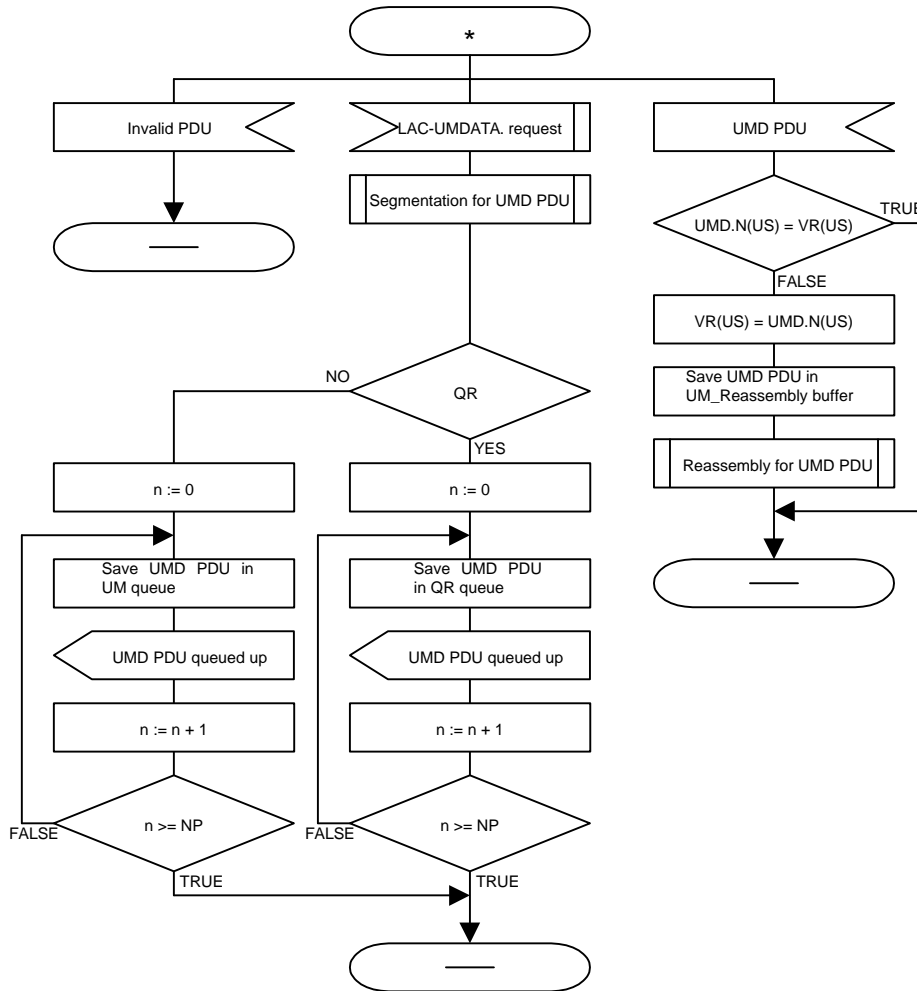 *
Invalid PDU
LAC-UMDATA. request
UMD PDU
Segmentation for UMD PDU
UMD.N(US) = VR(US)
TRUE
FALSE
VR(US) = UMD.N(US)
Save UMD PDU in
UM_Reassembly buffer
Reassembly for UMD PDU
QR
NO
YES
n := 0
n := 0
Save UMD PDU in
UM queue
Save UMD PDU
in QR queue
UMD PDU queued up
UMD PDU queued up
n := n + 1
n := n + 1
n >= NP
n >= NP
FALSE
TRUE
FALSE
TRUE